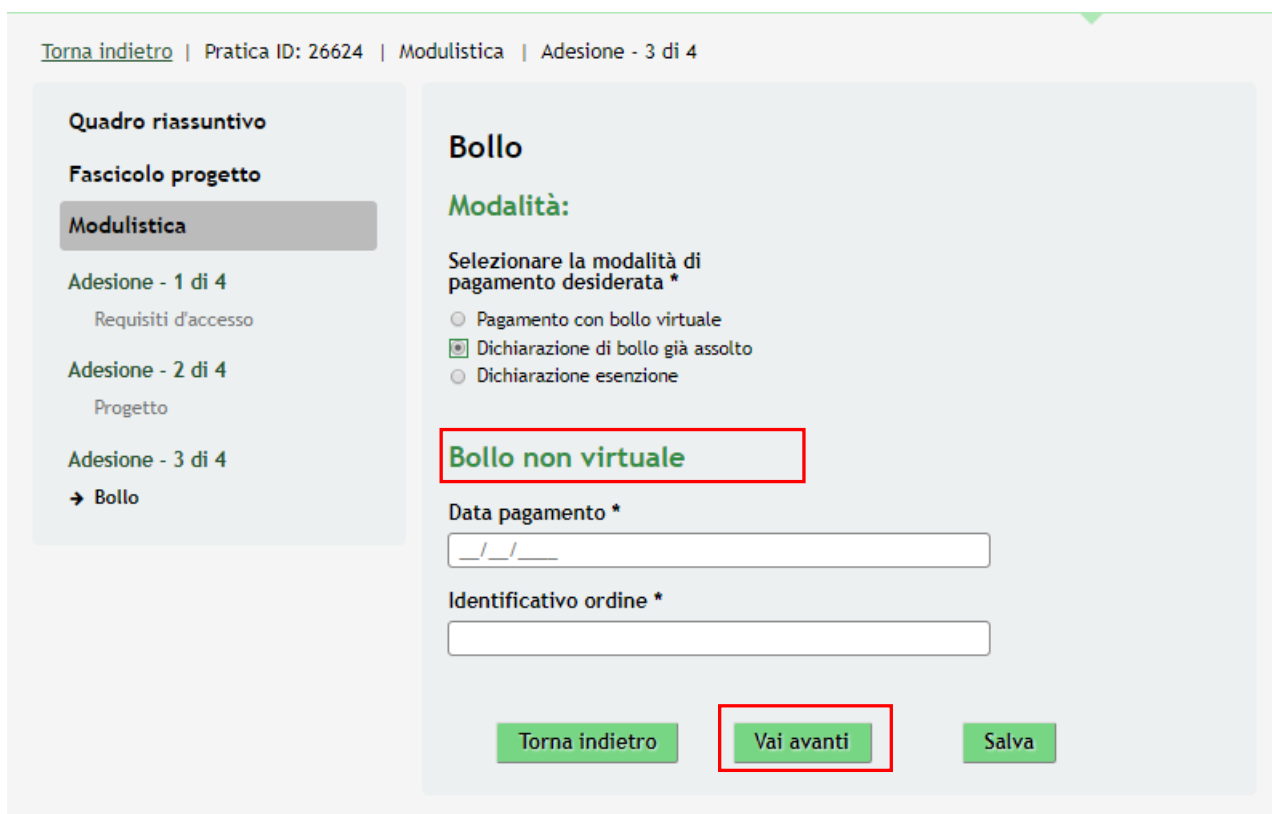 Torna indietro | Pratica ID: 26624 | Modulistica | Adesione - 3 di 4
Quadro riassuntivo
Fascicolo progetto
Modulistica
Adesione - 1 di 4
Requisiti d'accesso
Adesione - 2 di 4
Progetto
Adesione - 3 di 4
→ Bollo
Bollo
Modalità:
Selezionare la modalità di
pagamento desiderata *
Pagamento con bollo virtuale
Dichiarazione di bollo già assolto
Dichiarazione esenzione
Bollo non virtuale
Data pagamento *
__/__/____
Identificativo ordine *
Torna indietro Vai avanti Salva